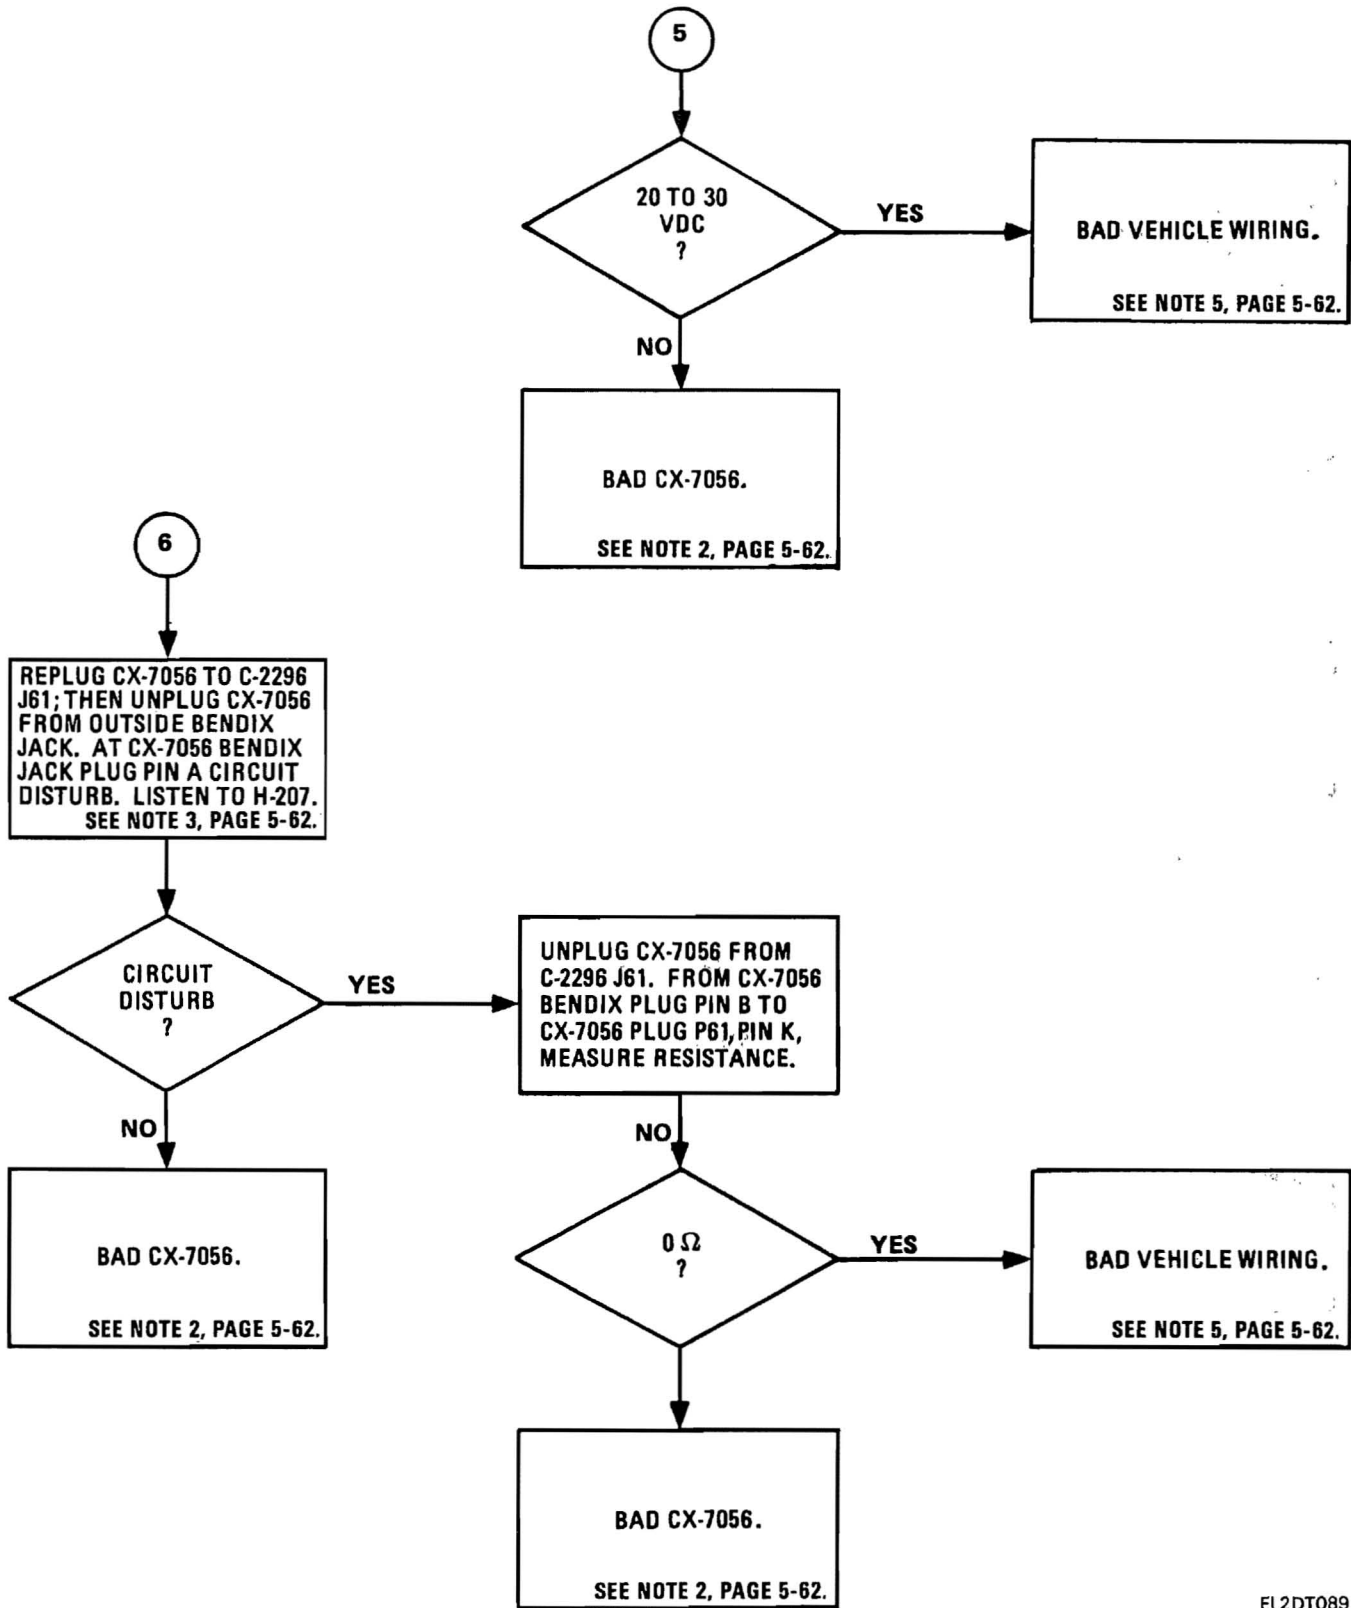 5
20 TO 30
VDC
?
YES
BAD VEHICLE WIRING.
SEE NOTE 5, PAGE 5-62.
NO
BAD CX-7056.
SEE NOTE 2, PAGE 5-62.
6
REPLUG CX-7056 TO C-2296
J61; THEN UNPLUG CX-7056
FROM OUTSIDE BENDIX
JACK. AT CX-7056 BENDIX
JACK PLUG PIN A CIRCUIT
DISTURB. LISTEN TO H-207.
SEE NOTE 3, PAGE 5-62.
CIRCUIT
DISTURB
?
YES
UNPLUG CX-7056 FROM
C-2296 J61. FROM CX-7056
BENDIX PLUG PIN B TO
CX-7056 PLUG P61, PIN K,
MEASURE RESISTANCE.
NO
BAD CX-7056.
SEE NOTE 2, PAGE 5-62.
NO
0 Ω
?
YES
BAD VEHICLE WIRING.
SEE NOTE 5, PAGE 5-62.
BAD CX-7056.
SEE NOTE 2, PAGE 5-62.
EL2DT089